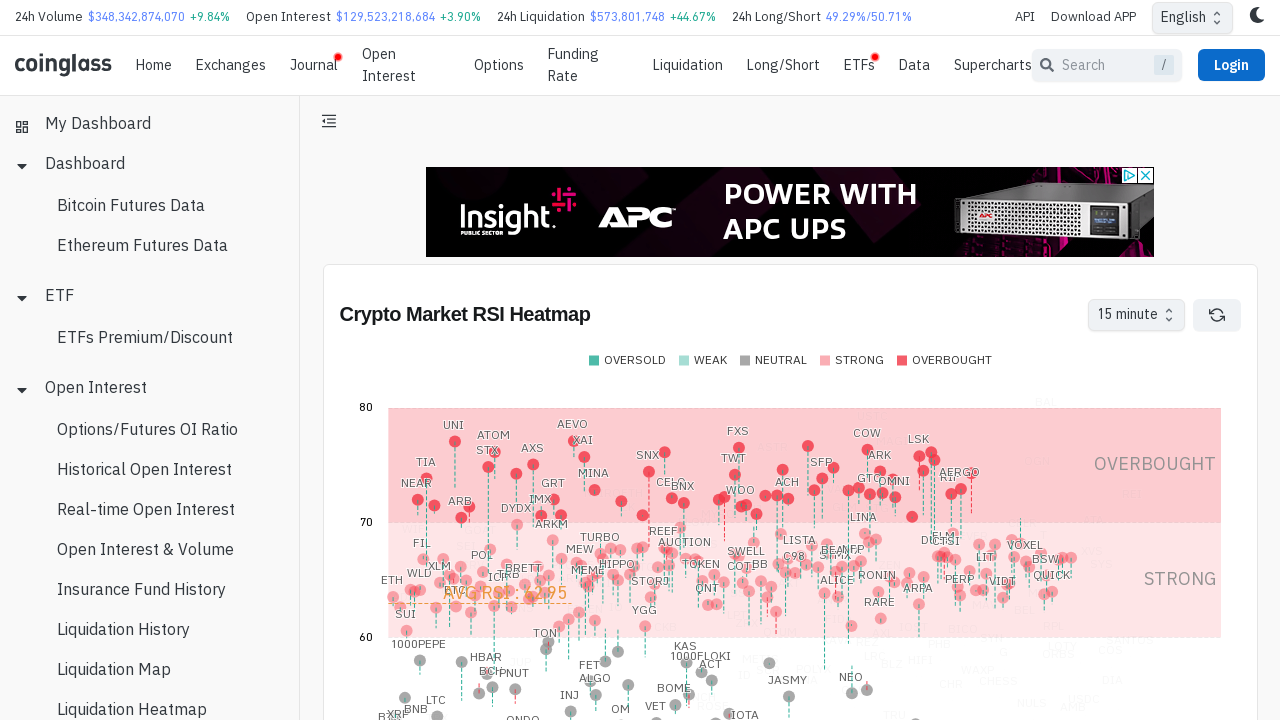 24h Volume $348,342,874,070 +9.84% Open Interest $129,523,218,684 +3.90% 24h Liquidation $573,801,748 +44.67% 24h Long/Short 49.29%/50.71% API Download APP English
coinglass Home Exchanges Journal Open Interest Options Funding Rate Liquidation Long/Short ETFs Data Supercharts Search / Login
My Dashboard
Dashboard
Bitcoin Futures Data
Ethereum Futures Data
ETF
ETFs Premium/Discount
Open Interest
Options/Futures OI Ratio
Historical Open Interest
Real-time Open Interest
Open Interest & Volume
Insurance Fund History
Liquidation History
Liquidation Map
Liquidation Heatmap
Insight PUBLIC SECTOR APC POWER WITH
APC UPS
Crypto Market RSI Heatmap 15 minute
OVERSOLD WEAK NEUTRAL STRONG OVERBOUGHT
80
UNI AEVO FXS COW LSK
ATOM XAI
STX AXS SNX TWT SFP ARK OVERBOUGHT
TIA MINA AERGO
NEAR GRT BNX WOO ACH GTC OMNI
ARB IMX
DYDX
70
ARKM REEF LINA
FIL TURBO AUCTION LISTA VOXEL
POL MEW SWELL C98 CTSI LIT
XLM BRETT HIPPO TOKEN BSW
WLD ICP MEME RONIN QUICK STRONG
ETH STORJ QNT ALICE PERP VIDT
BTC AVG RSI : 62.95 ARPA
SUI YGG RARE
60
1000PEPE TON KAS
HBAR FET 1000FLOKI
BCH PNUT ACT
ALGO JASMY NEO
LTC INJ BOME
BNB OM VET IOTA
ONDO